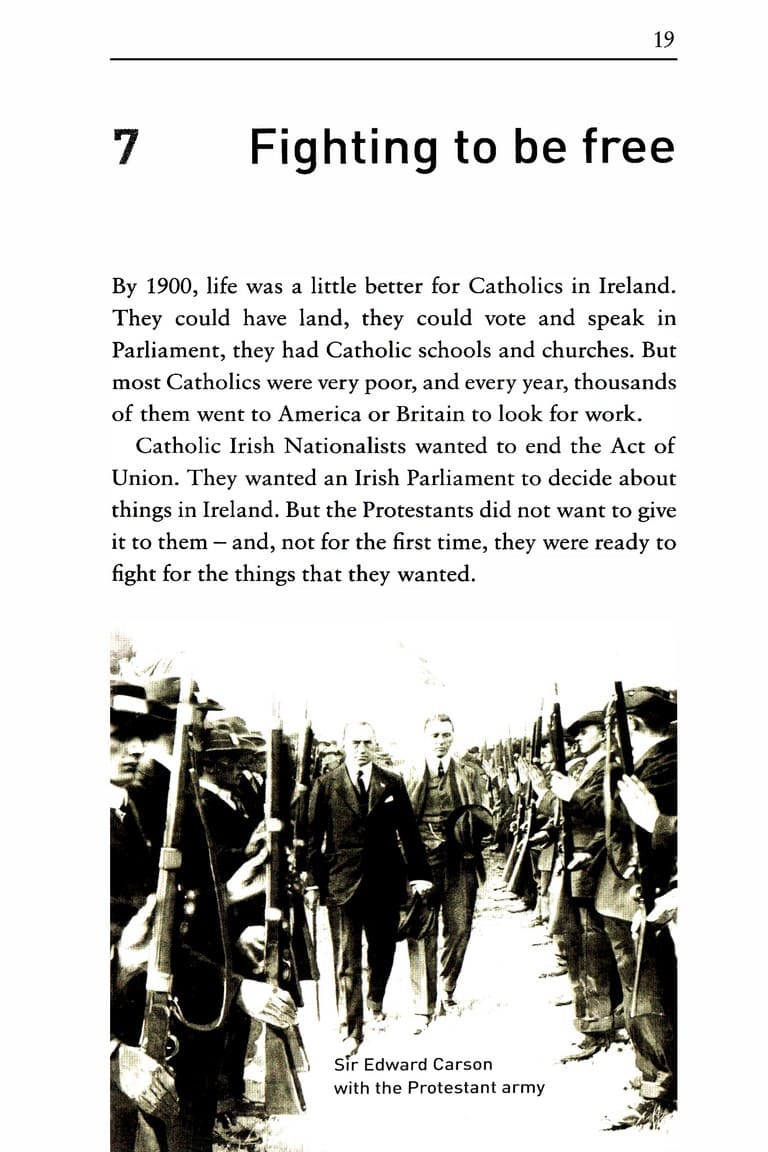 19
7 Fighting to be free
By 1900, life was a little better for Catholics in Ireland.
They could have land, they could vote and speak in
Parliament, they had Catholic schools and churches. But
most Catholics were very poor, and every year, thousands
of them went to America or Britain to look for work.
Catholic Irish Nationalists wanted to end the Act of
Union. They wanted an Irish Parliament to decide about
things in Ireland. But the Protestants did not want to give
it to them – and, not for the first time, they were ready to
fight for the things that they wanted.
Sir Edward Carson
with the Protestant army